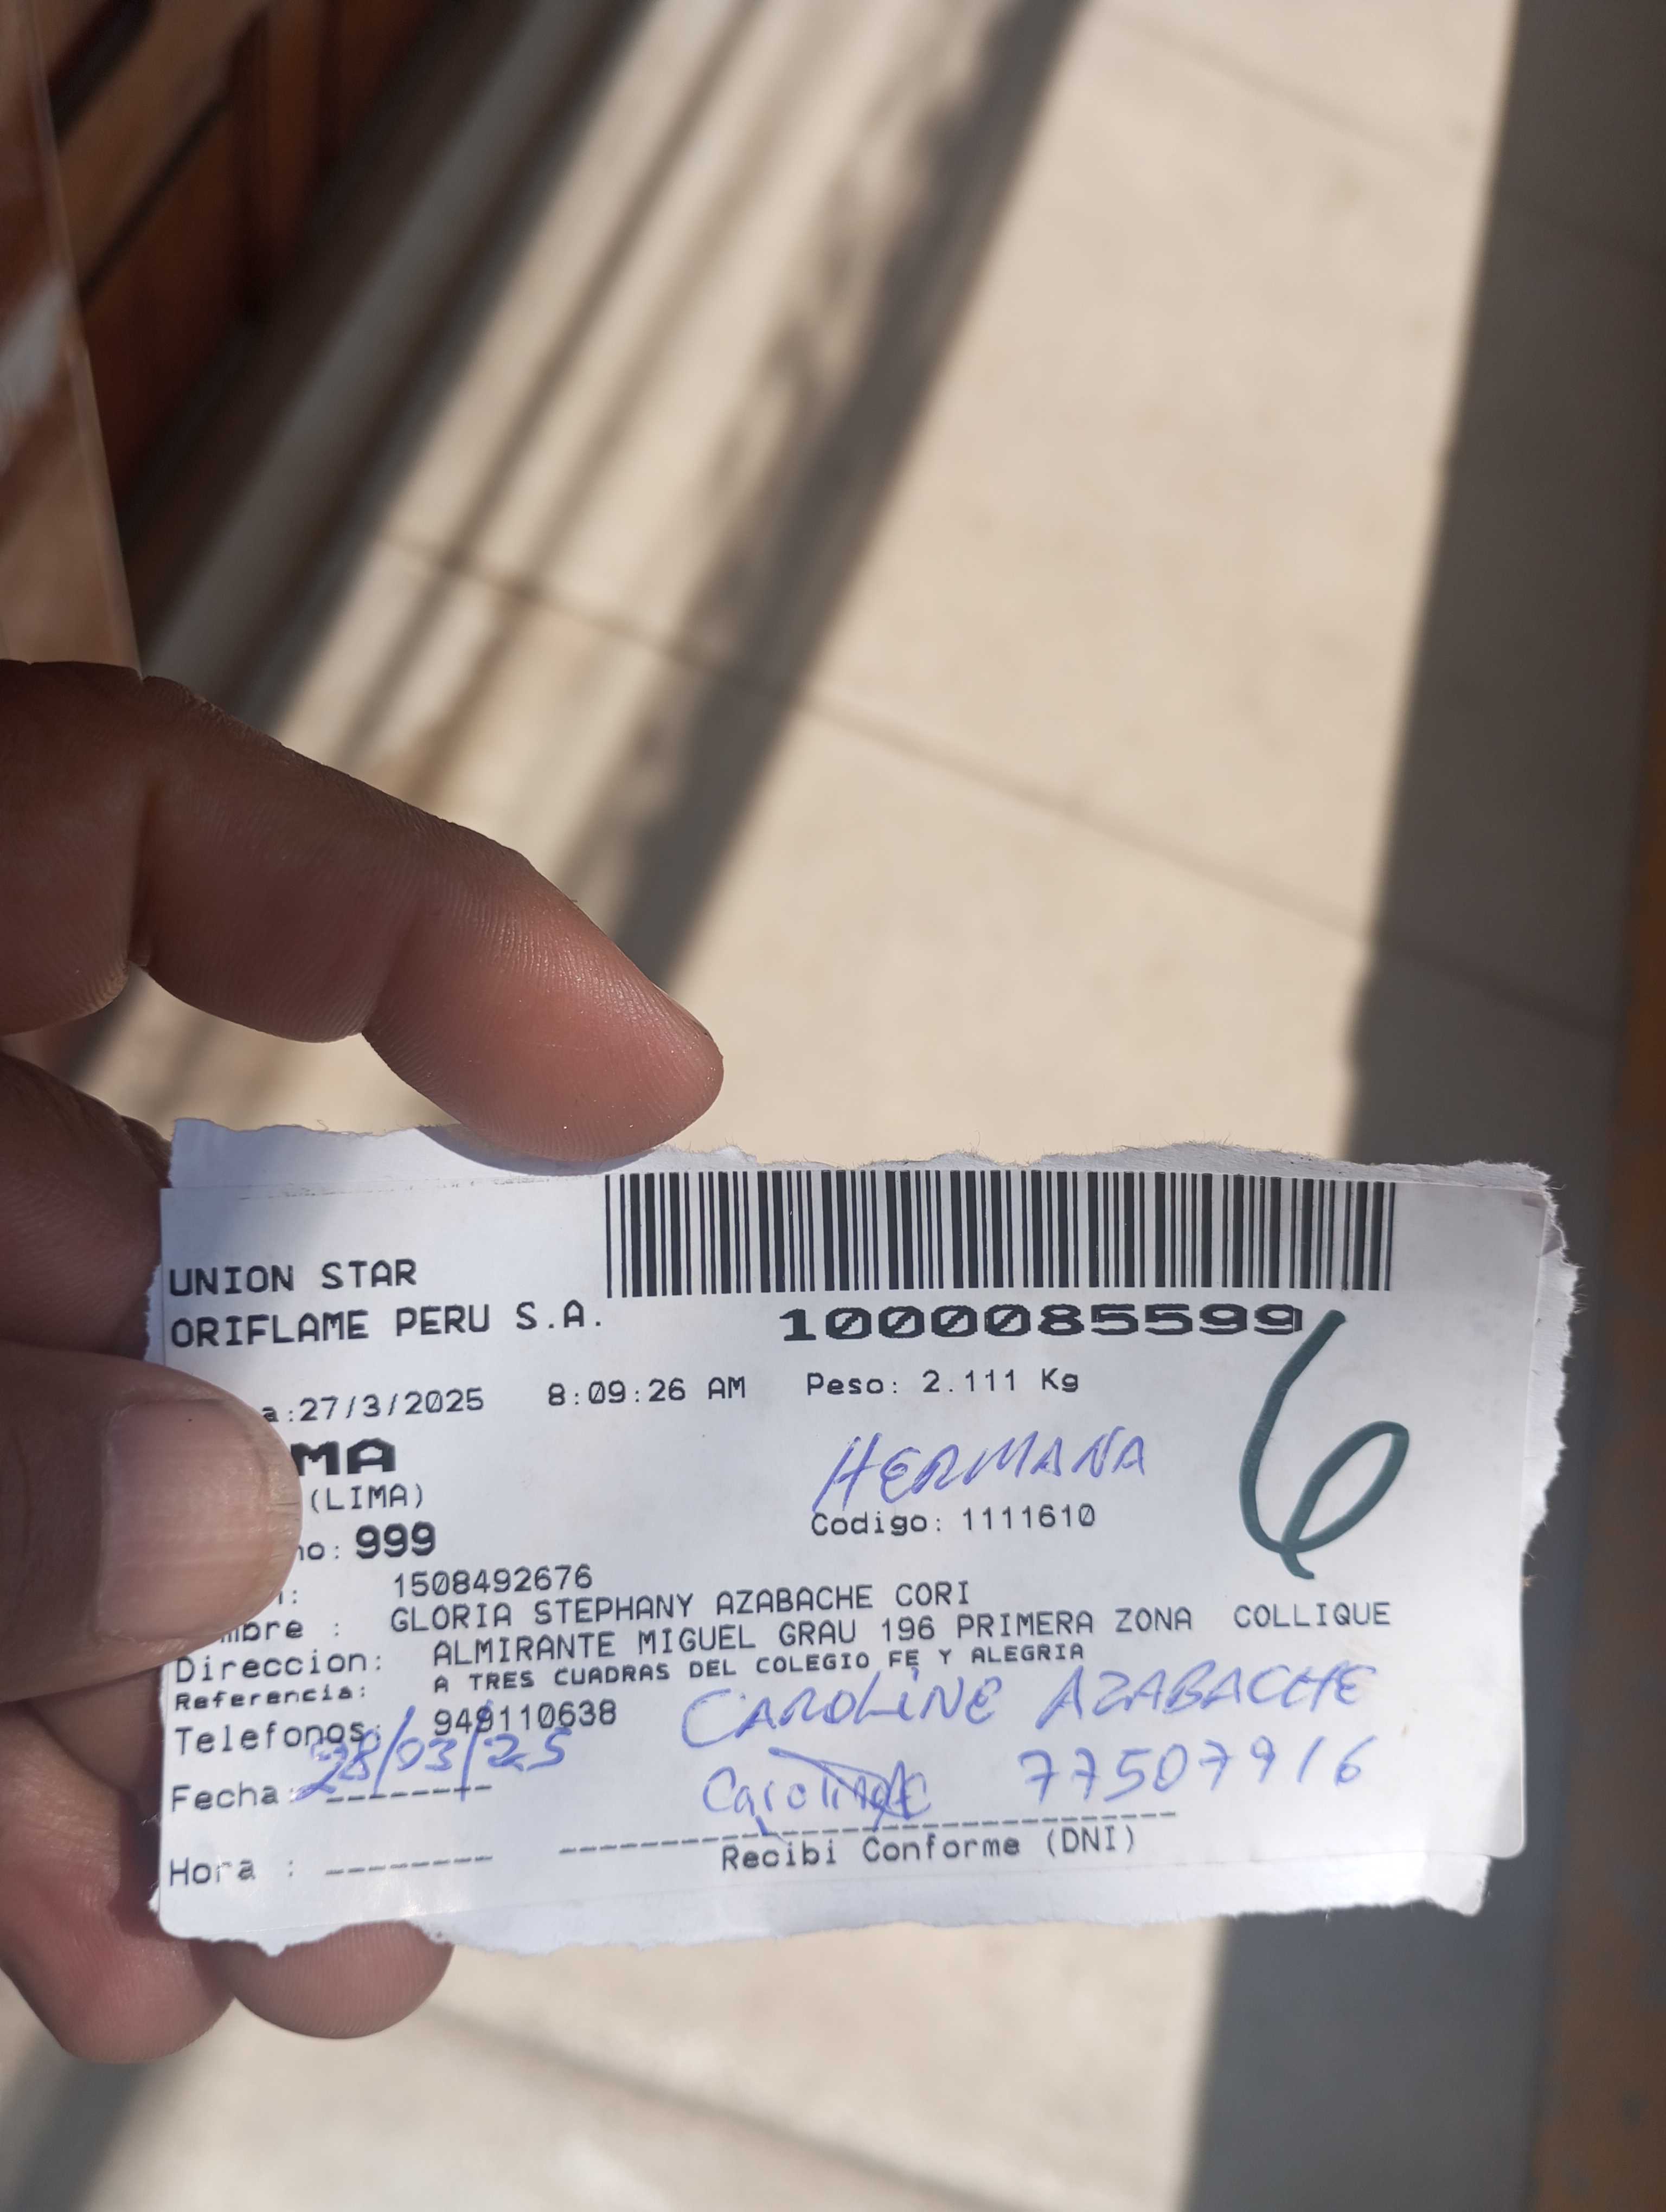 UNION STAR
ORIFLAME PERU S.A.
1000085599
6
a:27/3/2025 8:09:26 AM Peso: 2.111 Kg
MA
HERMANA
(LIMA)
Codigo: 1111610
no: 999
: 1508492676
mbre : GLORIA STEPHANY AZABACHE CORI
Direccion: ALMIRANTE MIGUEL GRAU 196 PRIMERA ZONA COLLIQUE
Referencia: A TRES CUADRAS DEL COLEGIO FE Y ALEGRIA
Telefonos: 949110638
CAROLINE AZABACHE
Fecha: 28/03/25
77507916
Hora :
Recibi Conforme (DNI)